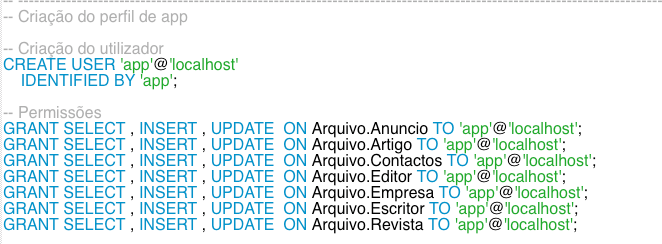 -- ------------------------------------------------------------------------------------------------------------------------
-- Criação do perfil de app
-- Criação do utilizador
CREATE USER 'app'@'localhost'
IDENTIFIED BY 'app';
-- Permissões
GRANT SELECT , INSERT , UPDATE  ON Arquivo.Anuncio TO 'app'@'localhost';
GRANT SELECT , INSERT , UPDATE  ON Arquivo.Artigo TO 'app'@'localhost';
GRANT SELECT , INSERT , UPDATE  ON Arquivo.Contactos TO 'app'@'localhost';
GRANT SELECT , INSERT , UPDATE  ON Arquivo.Editor TO 'app'@'localhost';
GRANT SELECT , INSERT , UPDATE  ON Arquivo.Empresa TO 'app'@'localhost';
GRANT SELECT , INSERT , UPDATE  ON Arquivo.Escritor TO 'app'@'localhost';
GRANT SELECT , INSERT , UPDATE  ON Arquivo.Revista TO 'app'@'localhost';